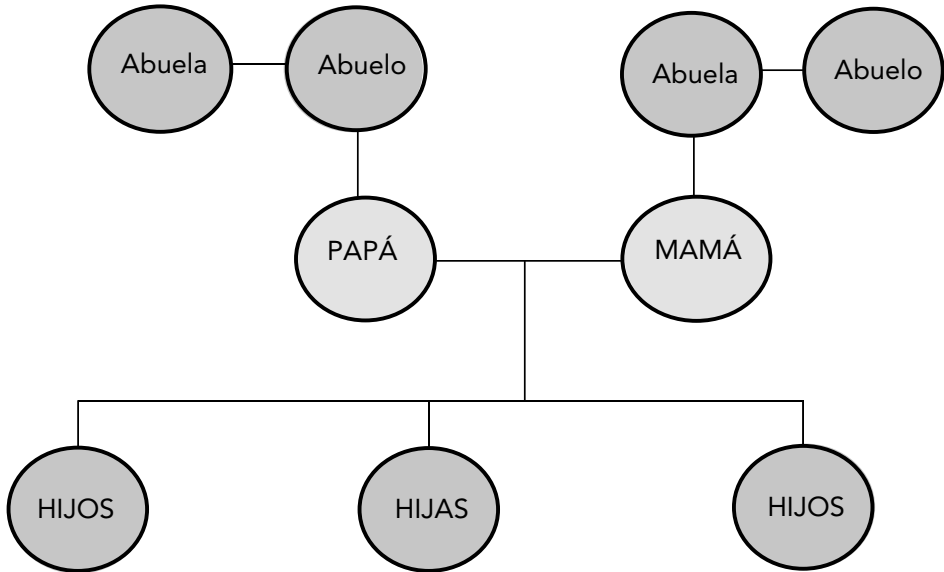 Abuela
Abuelo
Abuela
Abuelo
PAPÁ
MAMÁ
HIJOS
HIJAS
HIJOS